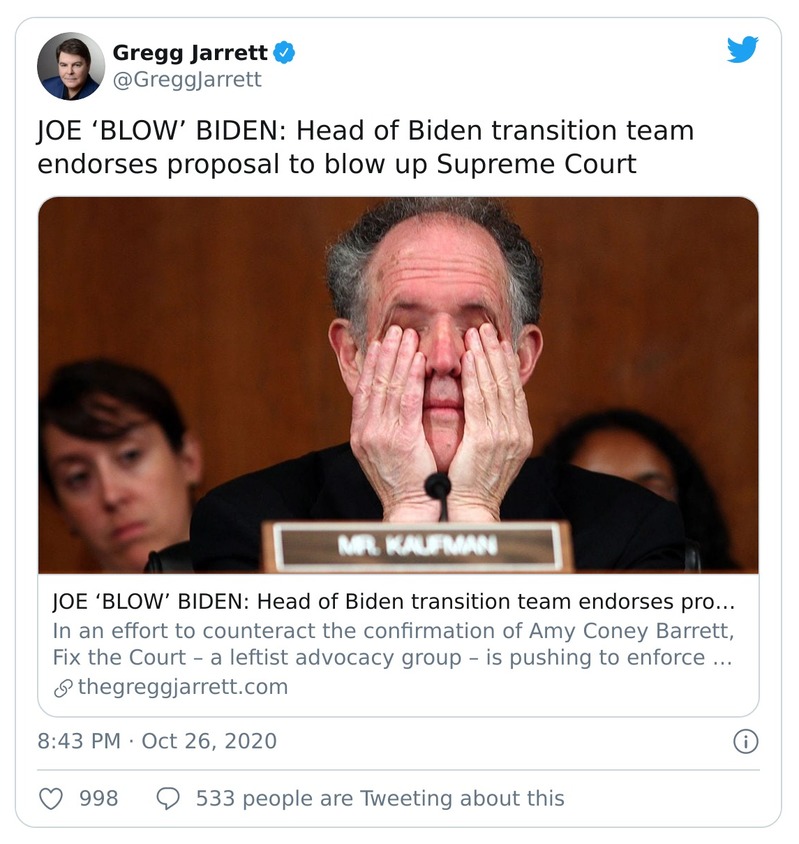 Gregg Jarrett
@GreggJarrett
JOE ‘BLOW’ BIDEN: Head of Biden transition team
endorses proposal to blow up Supreme Court
MR. KAUFMAN
JOE ‘BLOW’ BIDEN: Head of Biden transition team endorses pro…
In an effort to counteract the confirmation of Amy Coney Barrett,
Fix the Court – a leftist advocacy group – is pushing to enforce …
thegreggjarrett.com
8:43 PM · Oct 26, 2020
998
533 people are Tweeting about this